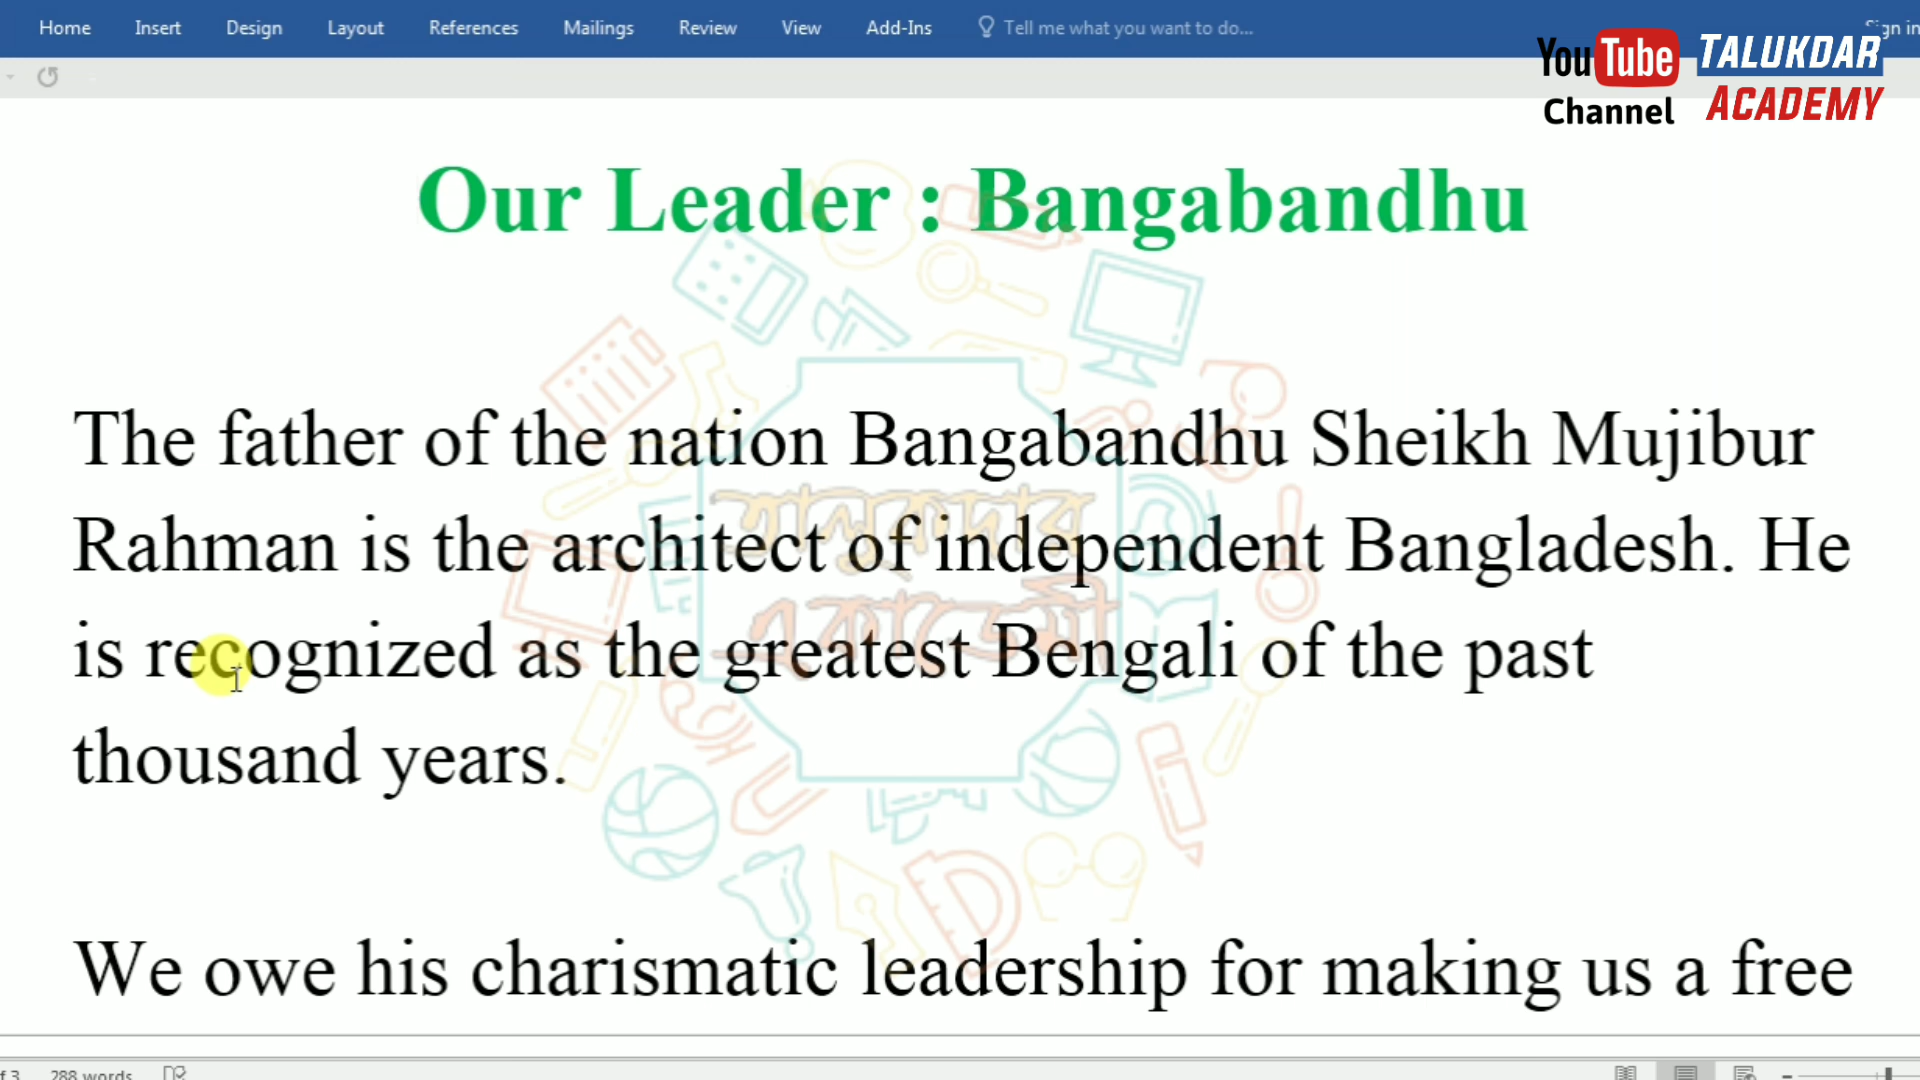 Home Insert Design Layout References Mailings Review View Add-Ins Tell me what you want to do...
YouTube TALUKDAR
Channel ACADEMY
Our Leader : Bangabandhu
The father of the nation Bangabandhu Sheikh Mujibur
Rahman is the architect of independent Bangladesh. He
is recognized as the greatest Bengali of the past
thousand years.
তালুকদার
একাডেমী
We owe his charismatic leadership for making us a free
288 words